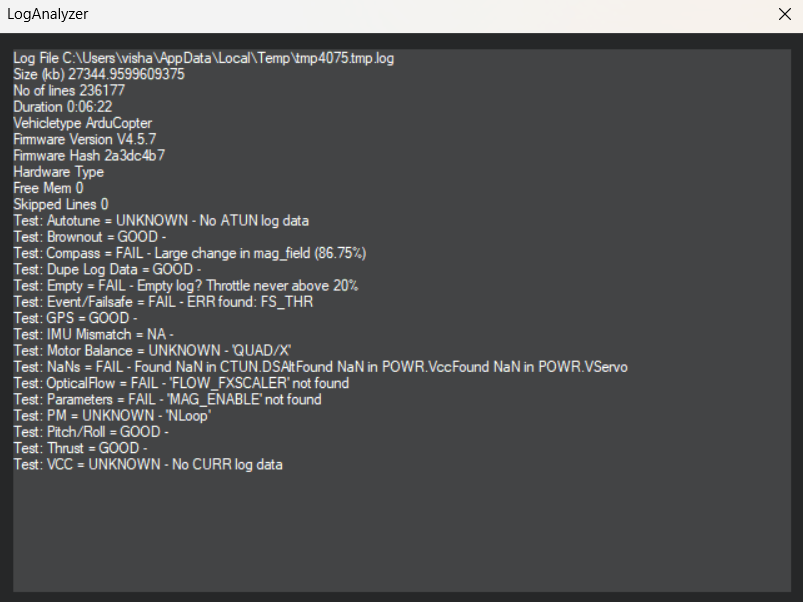 LogAnalyzer
Log File C:\Users\visha\AppData\Local\Temp\tmp4075.tmp.log
Size (kb) 27344.9599609375
No of lines 236177
Duration 0:06:22
Vehicletype ArduCopter
Firmware Version V4.5.7
Firmware Hash 2a3dc4b7
Hardware Type
Free Mem 0
Skipped Lines 0
Test: Autotune = UNKNOWN - No ATUN log data
Test: Brownout = GOOD -
Test: Compass = FAIL - Large change in mag_field (86.75%)
Test: Dupe Log Data = GOOD -
Test: Empty = FAIL - Empty log? Throttle never above 20%
Test: Event/Failsafe = FAIL - ERR found: FS_THR
Test: GPS = GOOD -
Test: IMU Mismatch = NA -
Test: Motor Balance = UNKNOWN - 'QUAD/X'
Test: NaNs = FAIL - Found NaN in CTUN.DSAltFound NaN in POWR.VccFound NaN in POWR.VServo
Test: OpticalFlow = FAIL - 'FLOW_FXSCALER' not found
Test: Parameters = FAIL - 'MAG_ENABLE' not found
Test: PM = UNKNOWN - 'NLoop'
Test: Pitch/Roll = GOOD -
Test: Thrust = GOOD -
Test: VCC = UNKNOWN - No CURR log data